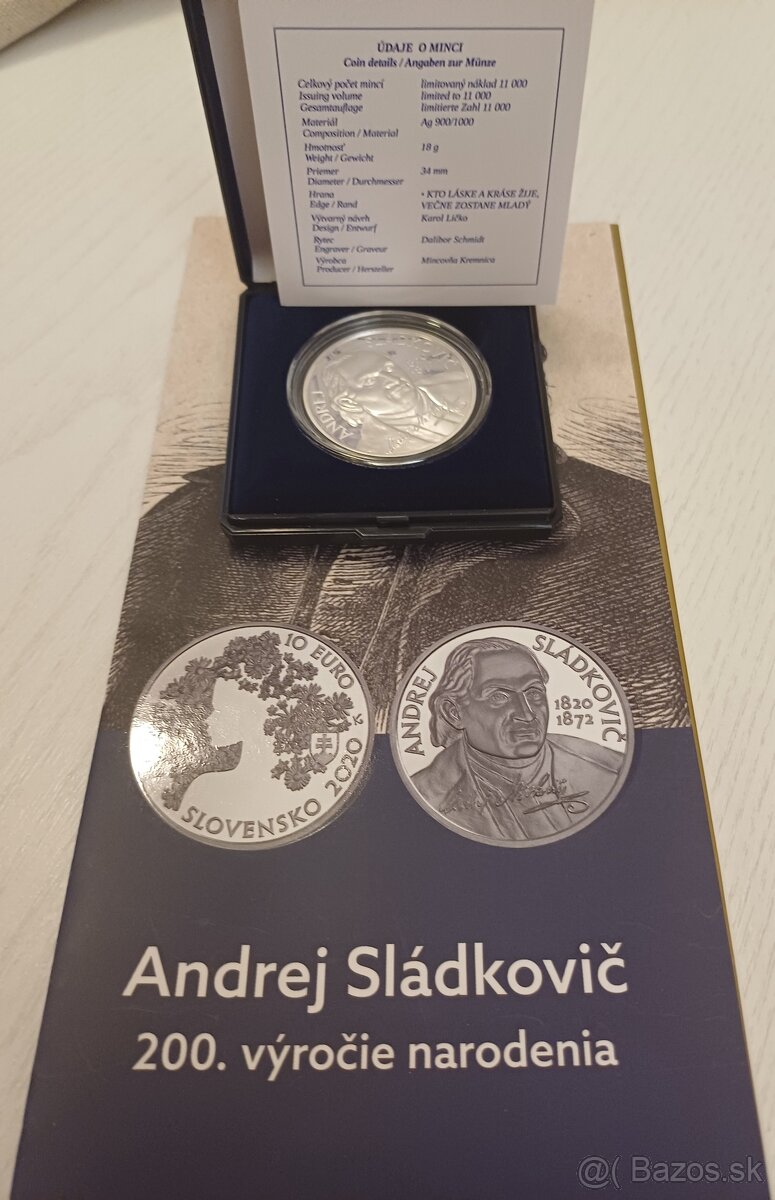 ÚDAJE O MINCI
Coin details / Angaben zur Münze
Celkový počet mincí limitovaný náklad 11 000
Issuing volume limited to 11 000
Gesamtauflage limitierte Zahl 11 000
Materiál Ag 900/1000
Composition / Material
Hmotnosť 18 g
Weight / Gewicht
Priemer 34 mm
Diameter / Durchmesser
Hrana • KTO LÁSKE A KRÁSE ŽIJE,
Edge / Rand VEČNE ZOSTANE MLADÝ
Výtvarný návrh Karol Ličko
Design / Entwurf
Rytec Dalibor Schmidt
Engraver / Graveur
Výrobca Mincovňa Kremnica
Producer / Hersteller
ANDREJ SLÁDKOVIČ
10 EURO
SLOVENSKO 2020
ANDREJ SLÁDKOVIČ
1820
1872
Andrej Sládkovič
200. výročie narodenia
@( Bazos.sk